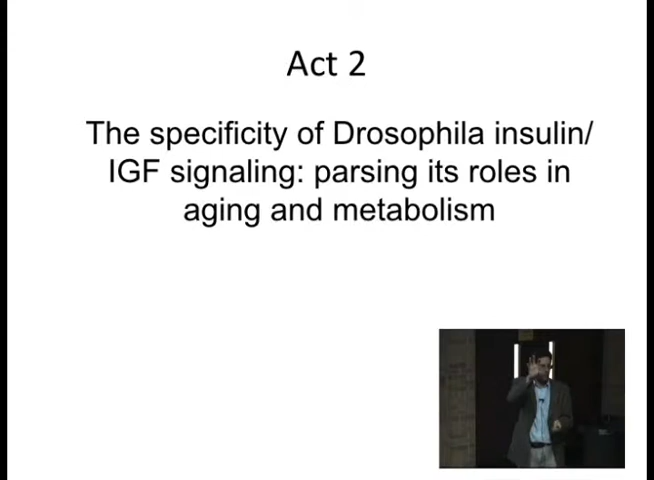 Act 2
The specificity of Drosophila insulin/
IGF signaling: parsing its roles in
aging and metabolism